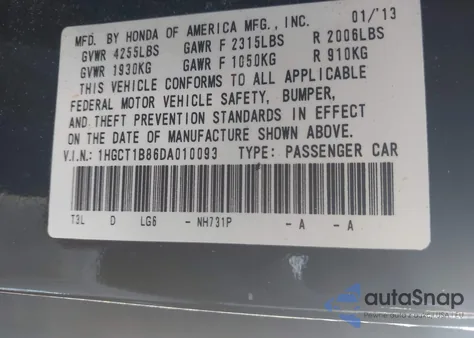 MFD. BY HONDA OF AMERICA MFG., INC. 01/'13
GVWR 4255LBS GAWR F 2315LBS R 2006LBS
GVWR 1930KG GAWR F 1050KG R 910KG
THIS VEHICLE CONFORMS TO ALL APPLICABLE
FEDERAL MOTOR VEHICLE SAFETY, BUMPER,
AND THEFT PREVENTION STANDARDS IN EFFECT
ON THE DATE OF MANUFACTURE SHOWN ABOVE.
V.I.N.: 1HGCT1B86DA010093 TYPE: PASSENGER CAR
T3L D LG6 - NH731P - A - A
autoSnap